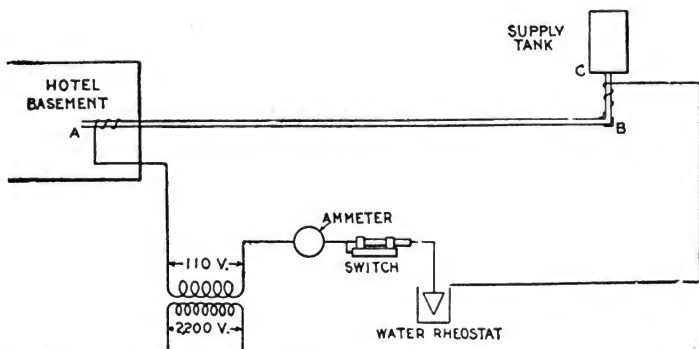 SUPPLY
TANK
C
HOTEL
BASEMENT
A
B
AMMETER
110 V.
SWITCH
2200 V.
WATER RHEOSTAT